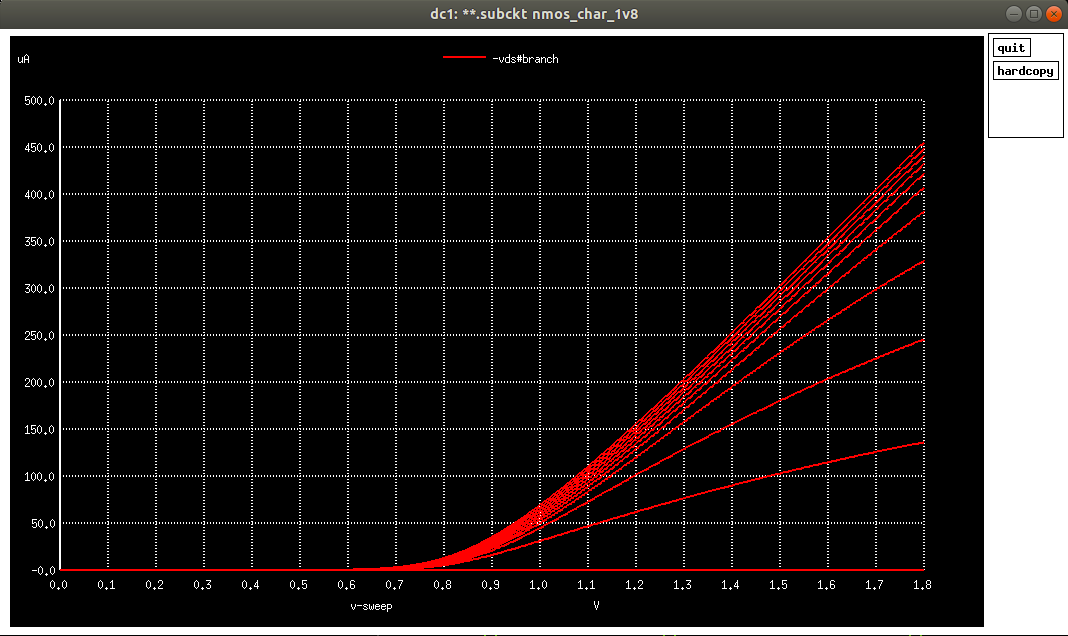 dc1: **.subckt nmos_char_1v8
quit
hardcopy
uA
-vds#branch
500.0
450.0
400.0
350.0
300.0
250.0
200.0
150.0
100.0
50.0
-0.0
0.0 0.1 0.2 0.3 0.4 0.5 0.6 0.7 0.8 0.9 1.0 1.1 1.2 1.3 1.4 1.5 1.6 1.7 1.8
v-sweep V